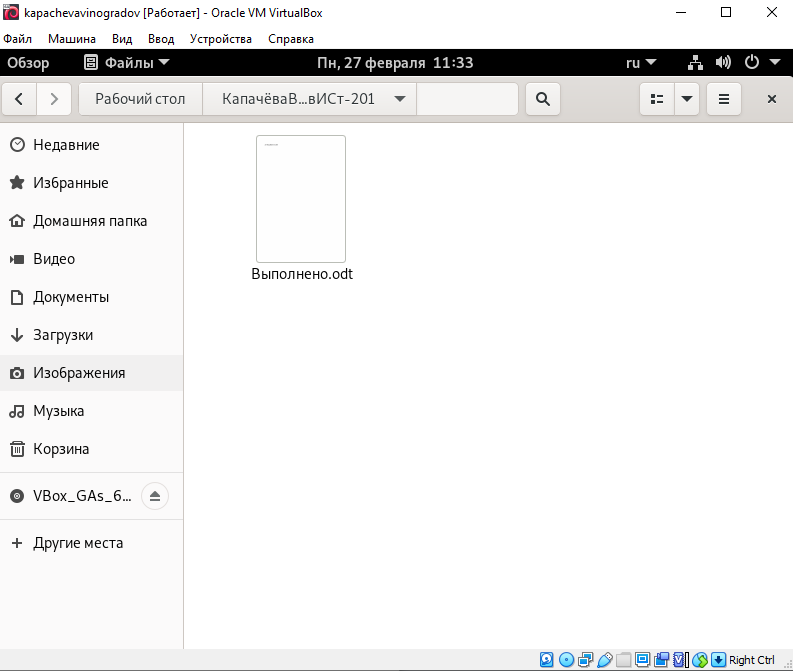 kapachevavinogradov [Работает] - Oracle VM VirtualBox
Файл Машина Вид Ввод Устройства Справка
Обзор Файлы Пн, 27 февраля 11:33 ru
Рабочий стол КапачёваВ...вИСт-201
Недавние
Избранные
Домашняя папка
Видео
Документы
Загрузки
Изображения
Музыка
Корзина
VBox_GAs_6...
Другие места
Выполнено.odt
Right Ctrl